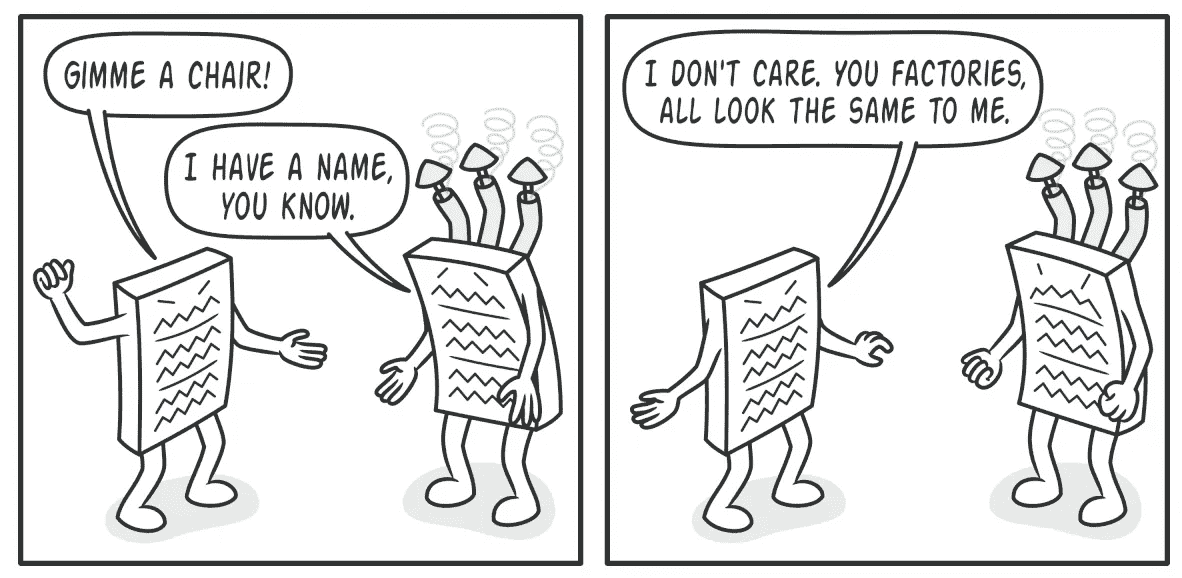 GIMME A CHAIR!
I HAVE A NAME,
YOU KNOW.
I DON'T CARE. YOU FACTORIES,
ALL LOOK THE SAME TO ME.